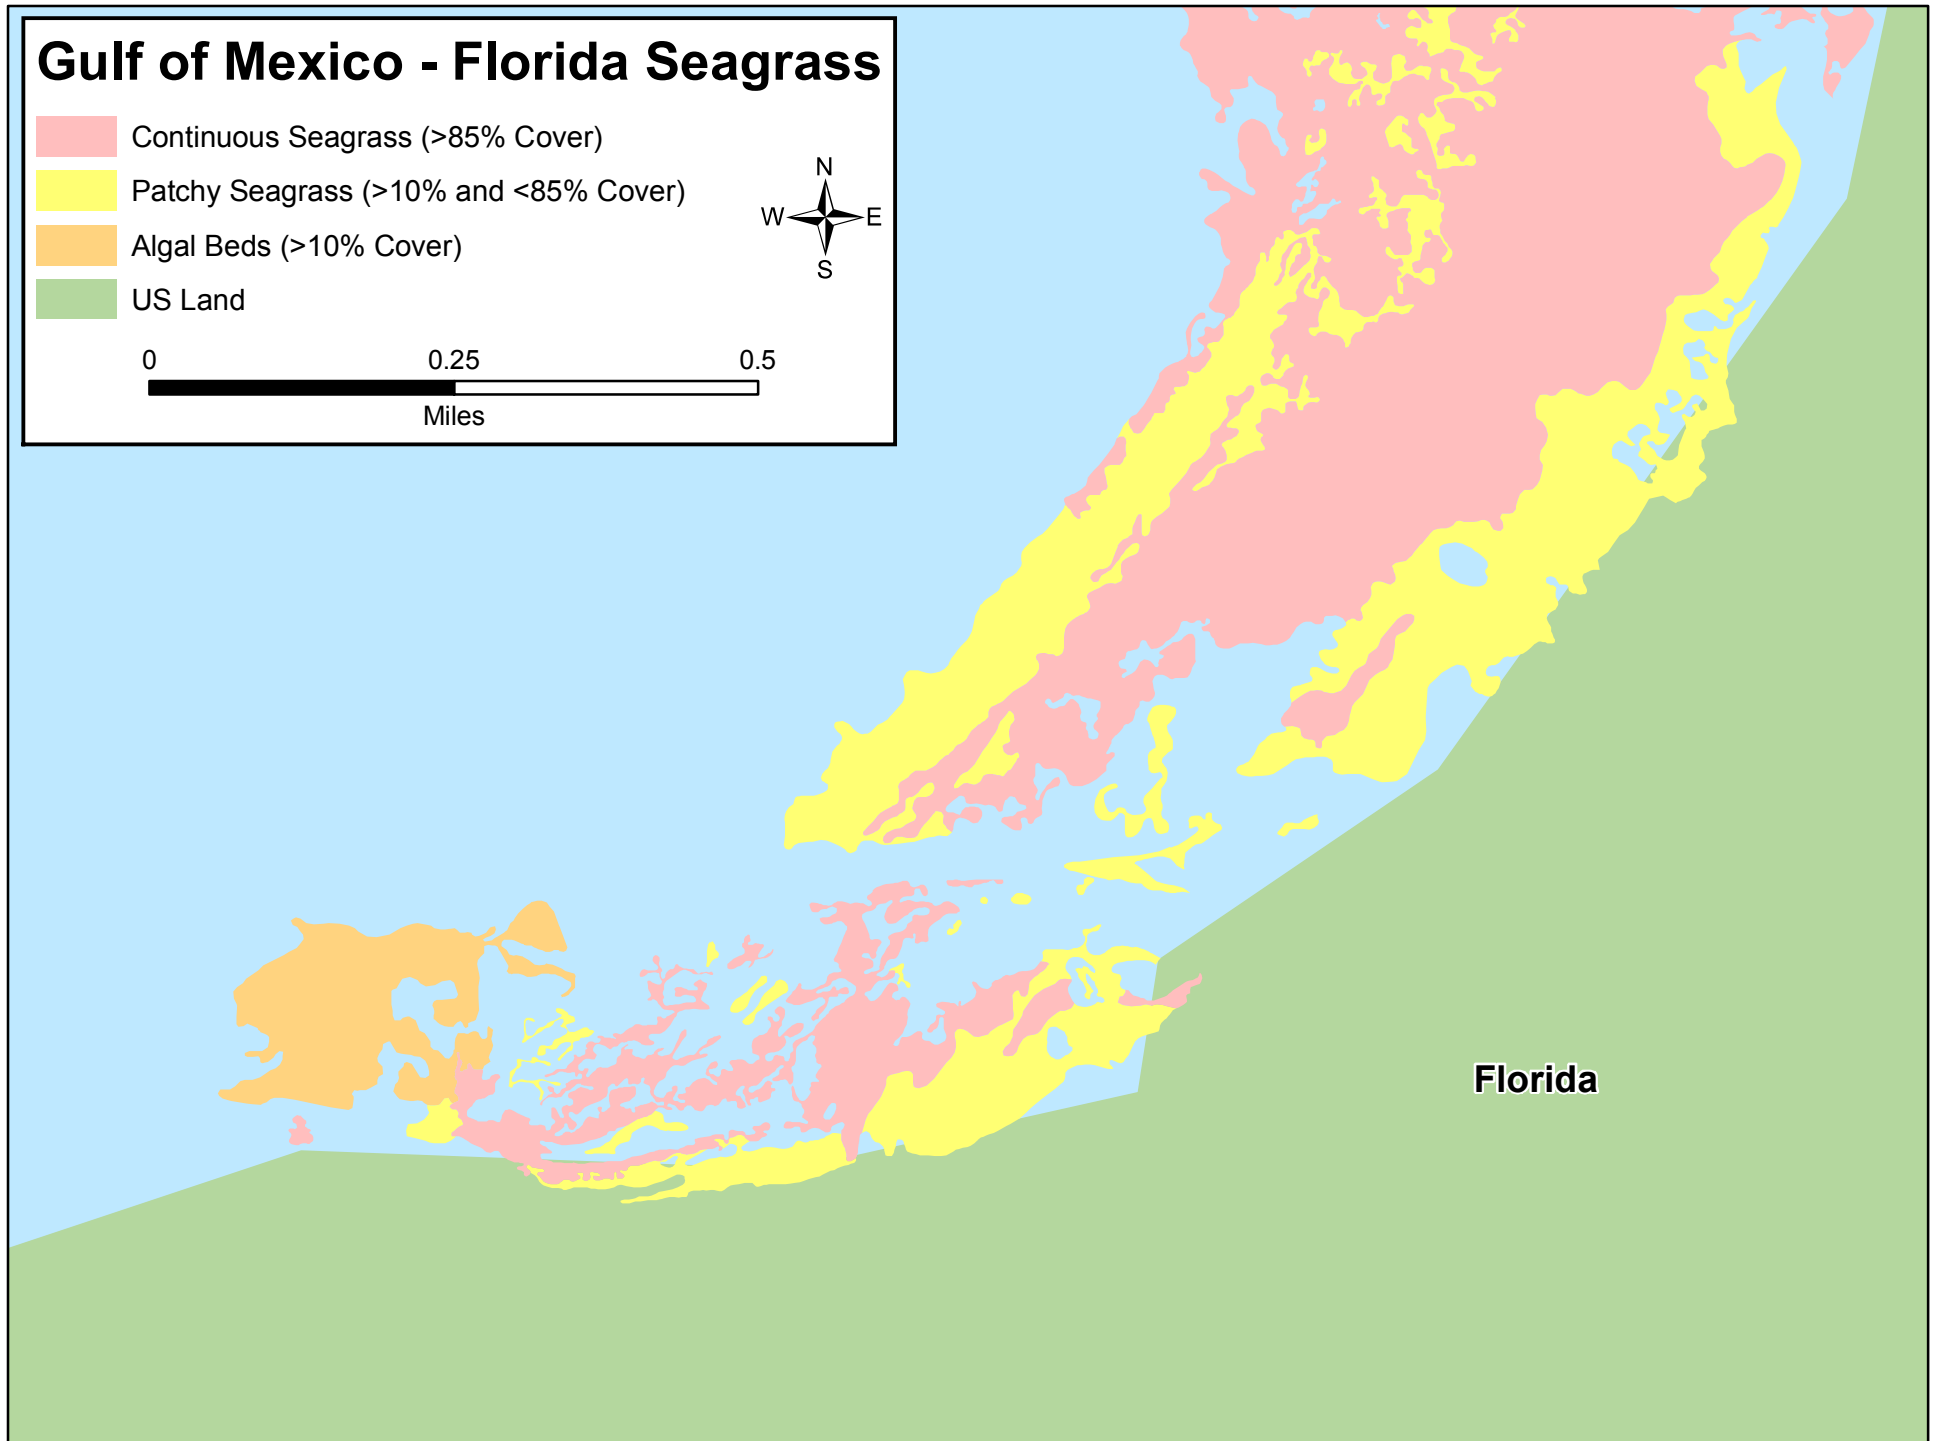 Gulf of Mexico - Florida Seagrass
Continuous Seagrass (>85% Cover)
Patchy Seagrass (>10% and <85% Cover)
Algal Beds (>10% Cover)
US Land
N
W E
S
0 0.25 0.5
Miles
Florida